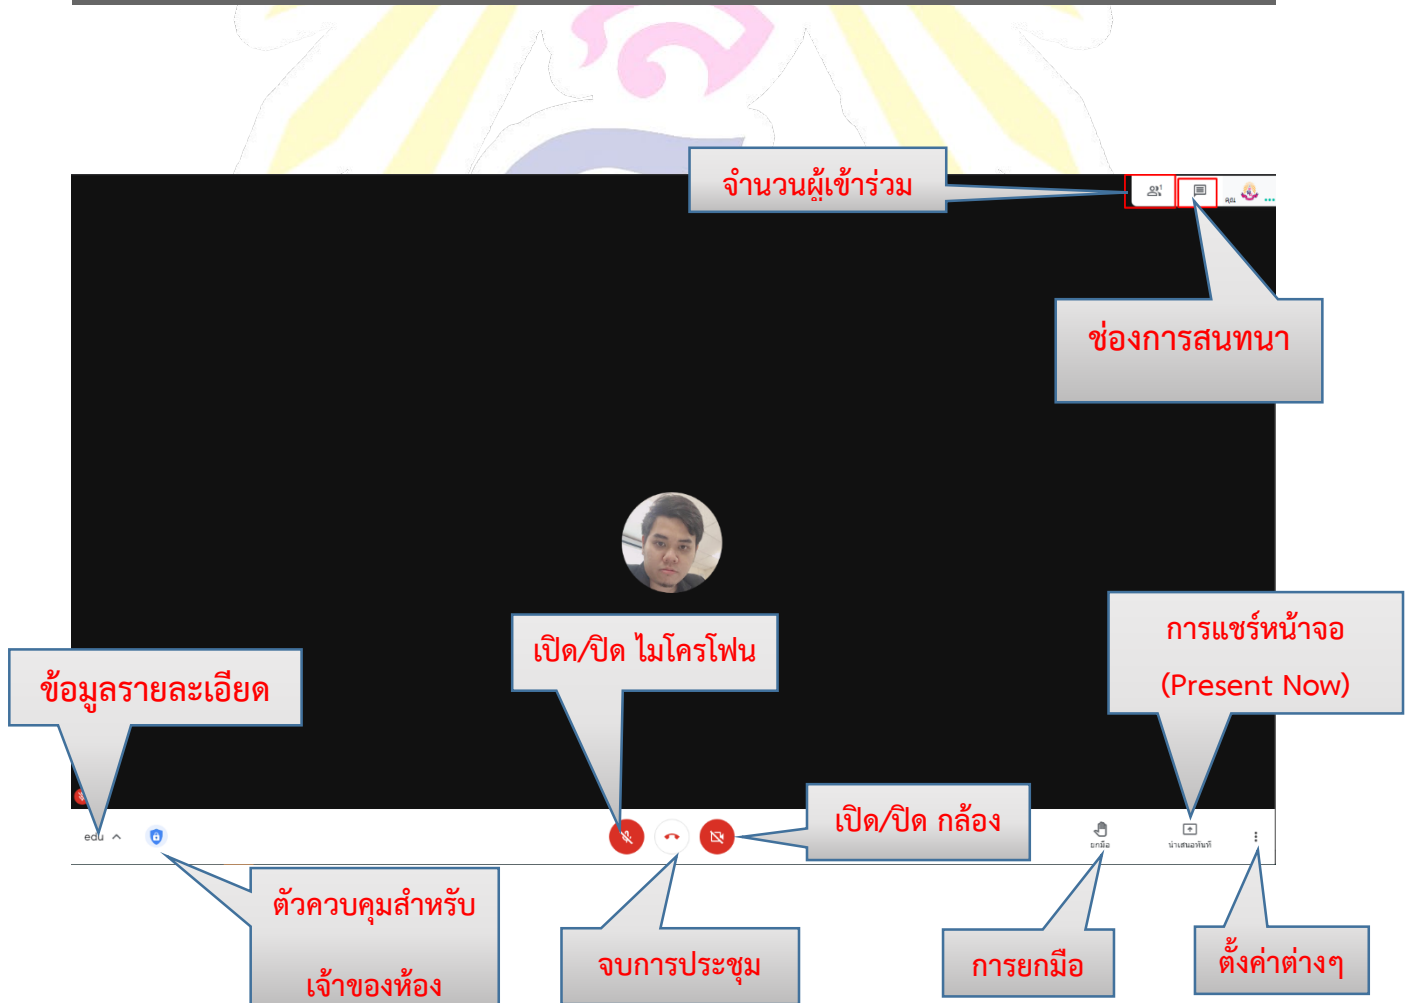 จำนวนผู้เข้าร่วม
คุณ
ช่องการสนทนา
เปิด/ปิด ไมโครโฟน
การแชร์หน้าจอ
(Present Now)
ข้อมูลรายละเอียด
เปิด/ปิด กล้อง
edu
ยกมือ
นำเสนอทันที
ตัวควบคุมสำหรับ
เจ้าของห้อง
จบการประชุม
การยกมือ
ตั้งค่าต่างๆ